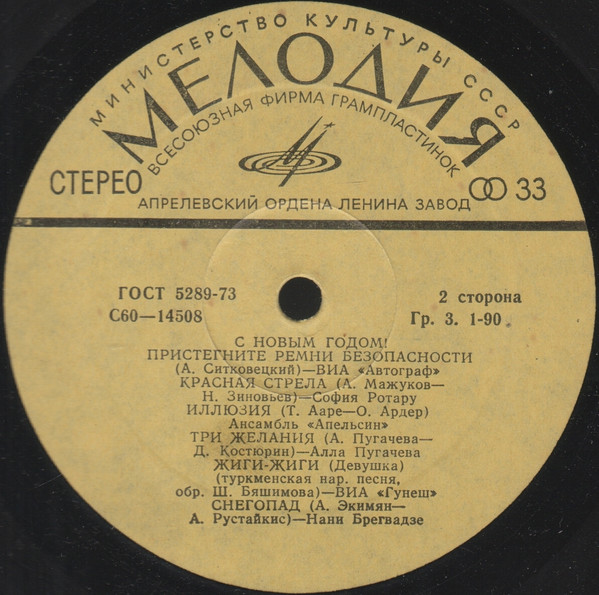 МИНИСТЕРСТВО КУЛЬТУРЫ СССР
МЕЛОДИЯ
ВСЕСОЮЗНАЯ ФИРМА ГРАМПЛАСТИНОК
СТЕРЕО
33
АПРЕЛЕВСКИЙ ОРДЕНА ЛЕНИНА ЗАВОД
ГОСТ 5289-73
С60—14508
2 сторона
Гр. 3. 1-90
С НОВЫМ ГОДОМ!
ПРИСТЕГНИТЕ РЕМНИ БЕЗОПАСНОСТИ
(А. Ситковецкий)—ВИА «Автограф»
КРАСНАЯ СТРЕЛА (А. Мажуков—
Н. Зиновьев)—София Ротару
ИЛЛЮЗИЯ (Т. Ааре—О. Ардер)
Ансамбль «Апельсин»
ТРИ ЖЕЛАНИЯ (А. Пугачева—
Д. Костюрин)—Алла Пугачева
ЖИГИ-ЖИГИ (Девушка)
(туркменская нар. песня,
обр. Ш. Бяшимова)—ВИА «Гунеш»
СНЕГОПАД (А. Экимян—
А. Рустайкис)—Нани Брегвадзе